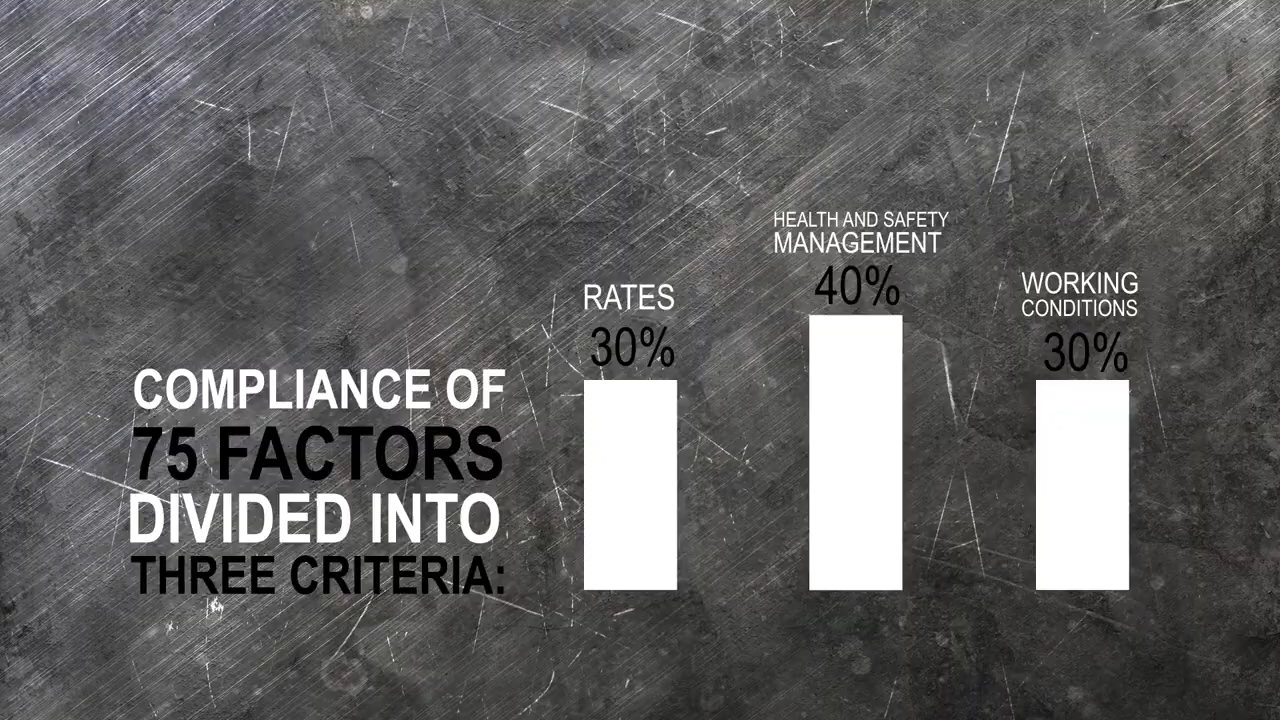 COMPLIANCE OF
75 FACTORS
DIVIDED INTO
THREE CRITERIA:
RATES
30%
HEALTH AND SAFETY
MANAGEMENT
40%
WORKING
CONDITIONS
30%